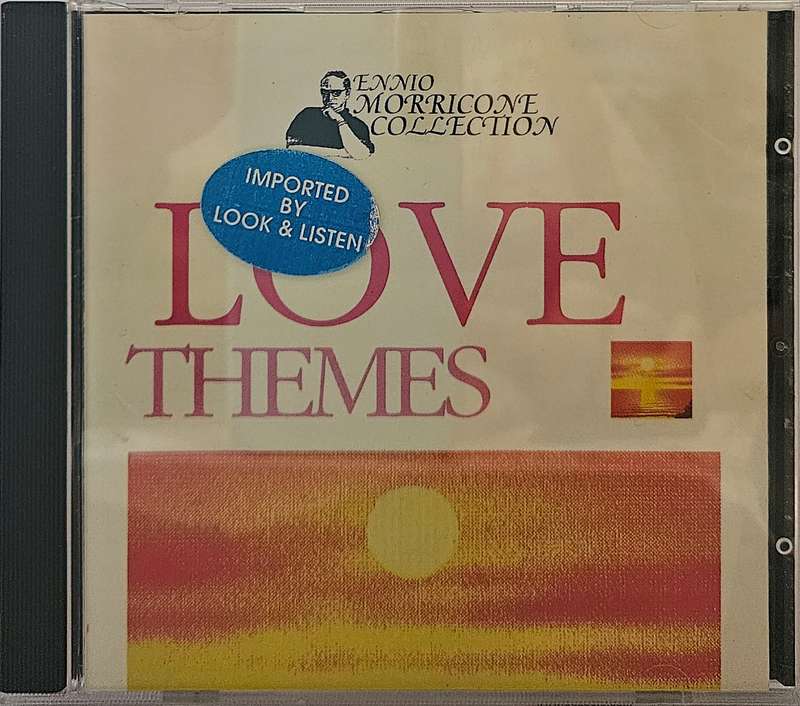 ENNIO
MORRICONE
COLLECTION
IMPORTED
BY
LOOK & LISTEN
LOVE
THEMES